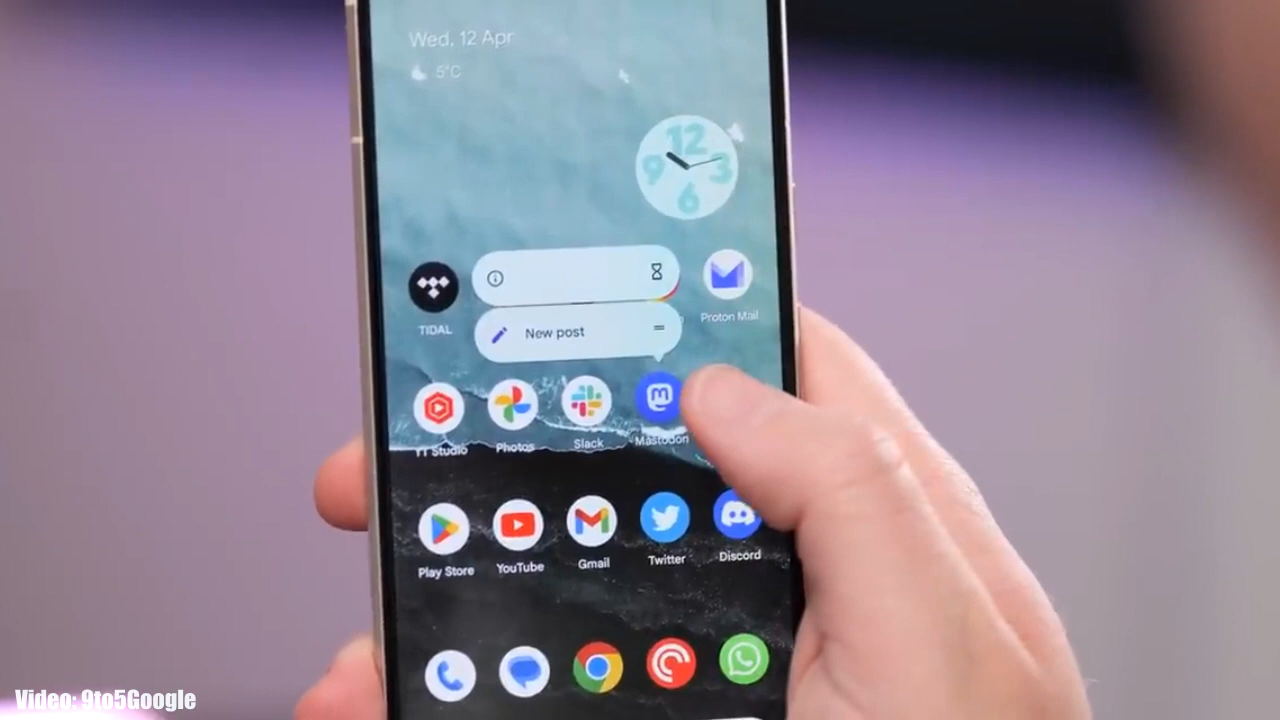 Wed, 12 Apr
5°C
12
9 3
6
TIDAL
Proton Mail
New post
YT Studio
Photos
Slack
Mastodon
Play Store
YouTube
Gmail
Twitter
Discord
Video: 9to5Google